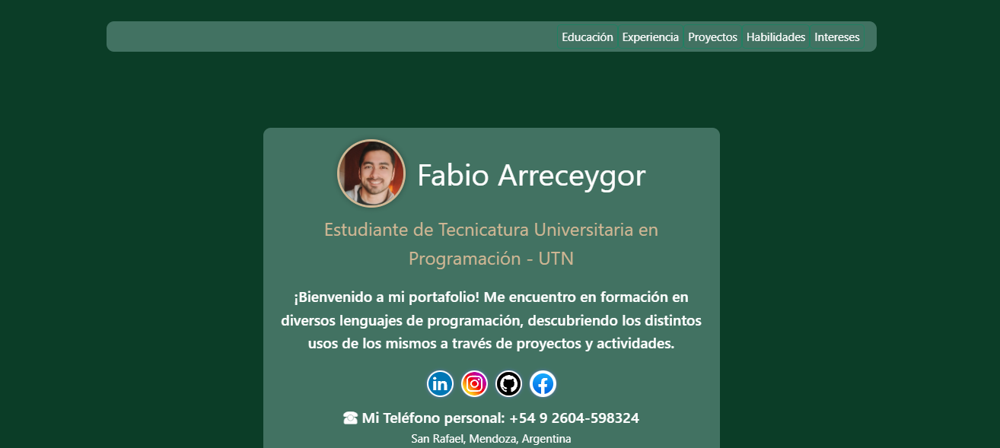 Educación Experiencia Proyectos Habilidades Intereses
Fabio Arreceygor
Estudiante de Tecnicatura Universitaria en
Programación - UTN
¡Bienvenido a mi portafolio! Me encuentro en formación en
diversos lenguajes de programación, descubriendo los distintos
usos de los mismos a través de proyectos y actividades.
in
☎ Mi Teléfono personal: +54 9 2604-598324
San Rafael, Mendoza, Argentina